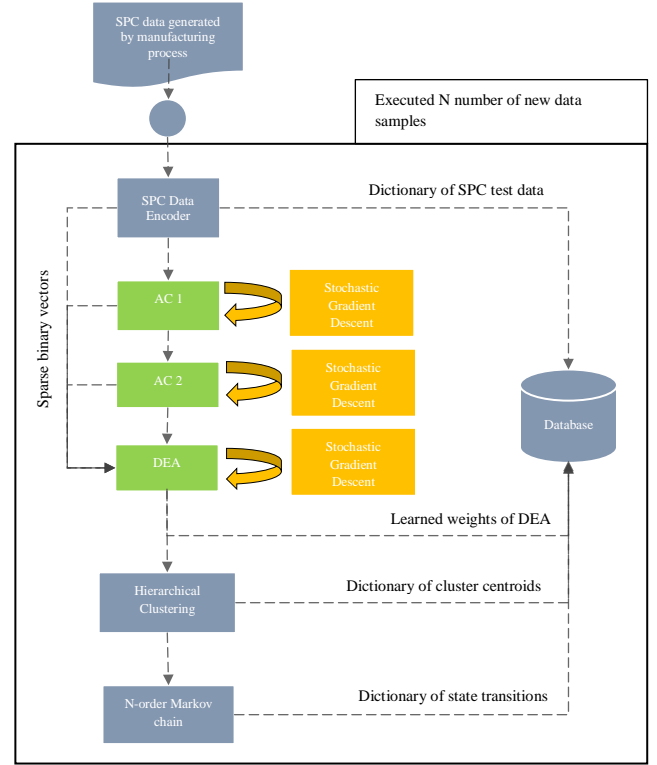 SPC data generated
by manufacturing
process
Executed N number of new data
samples
Dictionary of SPC test data
SPC Data
Encoder
Sparse binary vectors
AC 1
Stochastic
Gradient
Descent
AC 2
Stochastic
Gradient
Descent
Database
DEA
Stochastic
Gradient
Descent
Learned weights of DEA
Hierarchical
Clustering
Dictionary of cluster centroids
N-order Markov
chain
Dictionary of state transitions